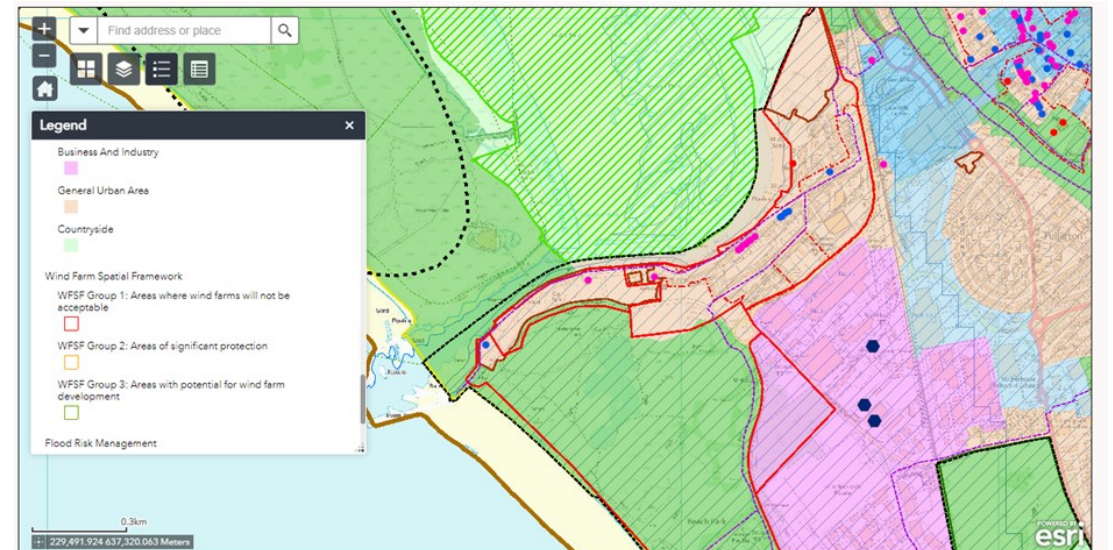 Find address or place
Legend
Business And Industry
General Urban Area
Countryside
Wind Farm Spatial Framework
WFSF Group 1: Areas where wind farms will not be
acceptable
WFSF Group 2: Areas of significant protection
WFSF Group 3: Areas with potential for wind farm
development
Flood Risk Management
0.3km
229,491.924 637,320.063 Meters
Fullarton
Beach Park
POWERED BY
esri